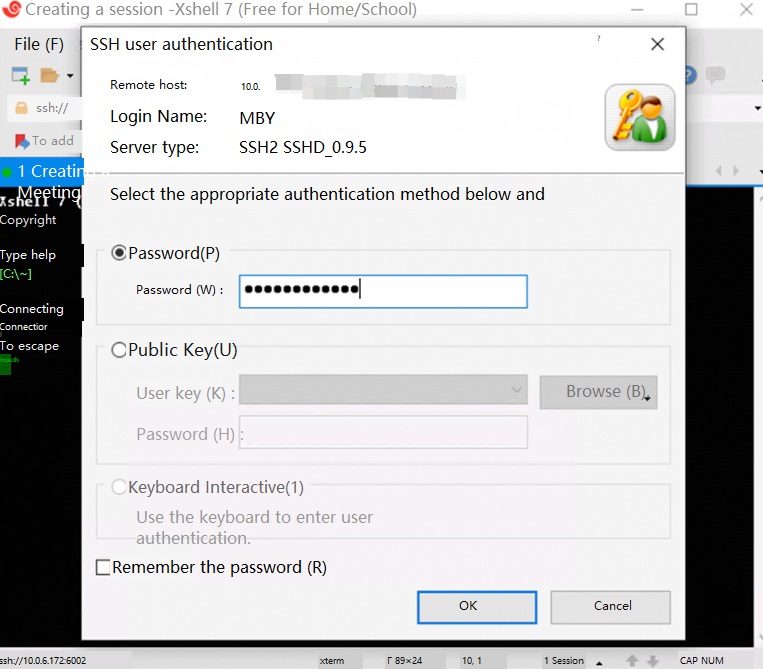 Creating a session -Xshell 7 (Free for Home/School)
File (F)
SSH user authentication
?
Remote host: 10.0.
ssh://
Login Name: MBY
To add
Server type: SSH2 SSHD_0.9.5
1 Creating
Meeting
Xshell 7 (
Select the appropriate authentication method below and
Copyright
Type help
[C:\~]
Password(P)
Password (W) :
Connecting
Connectior
To escape
Public Key(U)
User key (K) :
Browse (B)
Password (H) :
Keyboard Interactive(1)
Use the keyboard to enter user
authentication.
Remember the password (R)
OK
Cancel
ssh://10.0.6.172:6002 xterm Γ 89×24 10, 1 1 Session CAP NUM